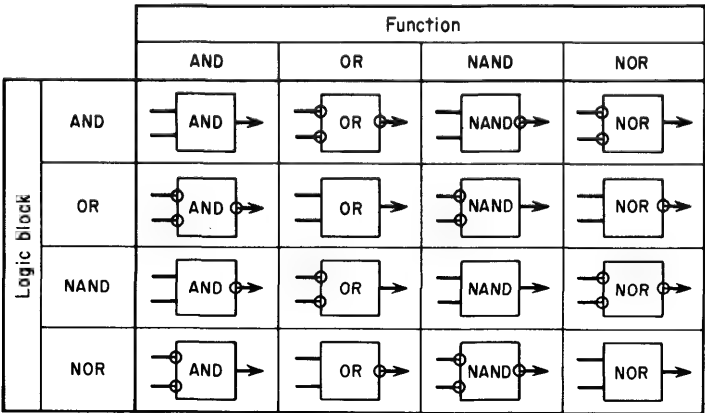 Function
AND OR NAND NOR
Logic block
AND AND OR NAND NOR
OR AND OR NAND NOR
NAND AND OR NAND NOR
NOR AND OR NAND NOR